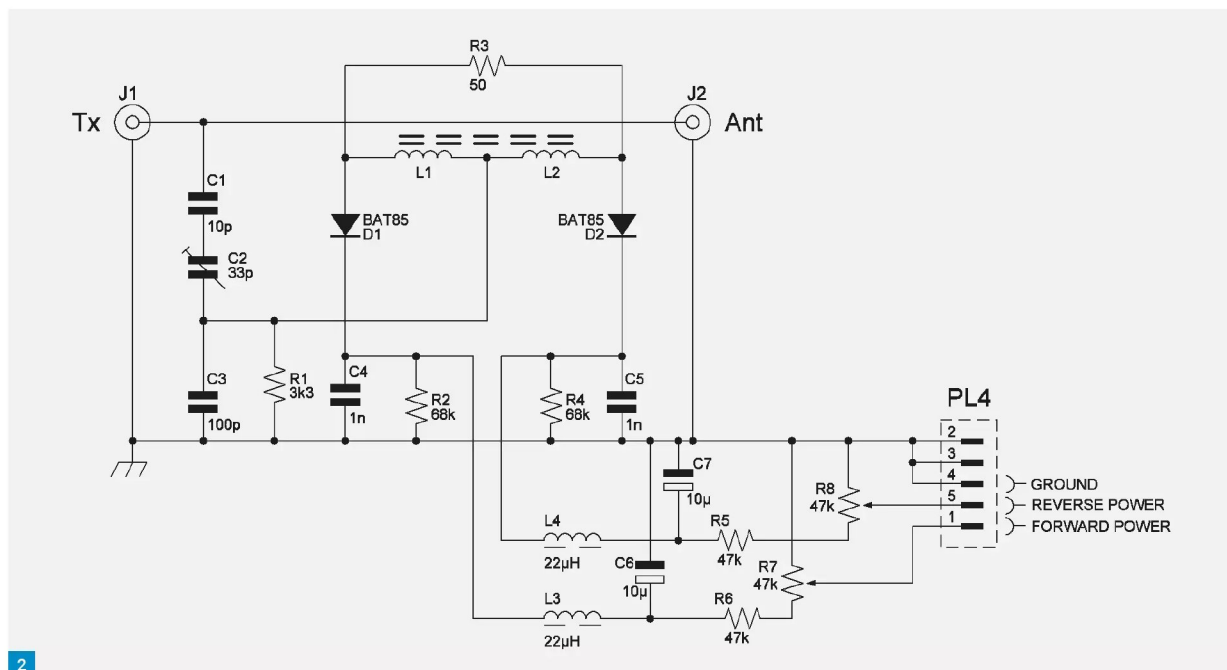 R3
50
J1
J2
Tx
Ant
L1
L2
C1
10p
BAT85
D1
BAT85
D2
C2
33p
C3
100p
R1
3k3
C4
1n
R2
68k
R4
68k
C5
1n
PL4
2
3
4
5
1
GROUND
REVERSE POWER
FORWARD POWER
C7
10µ
R8
47k
L4
22µH
R5
47k
C6
10µ
R7
47k
L3
22µH
R6
47k
2